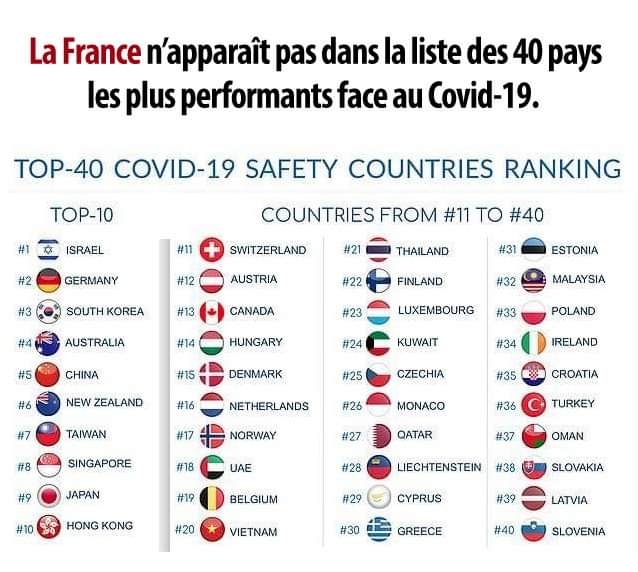 La France n'apparaît pas dans la liste des 40 pays
les plus performants face au Covid-19.
TOP-40 COVID-19 SAFETY COUNTRIES RANKING
TOP-10
#1 ISRAEL
#2 GERMANY
#3 SOUTH KOREA
#4 AUSTRALIA
#5 CHINA
#6 NEW ZEALAND
#7 TAIWAN
#8 SINGAPORE
#9 JAPAN
#10 HONG KONG
COUNTRIES FROM #11 TO #40
#11 SWITZERLAND
#12 AUSTRIA
#13 CANADA
#14 HUNGARY
#15 DENMARK
#16 NETHERLANDS
#17 NORWAY
#18 UAE
#19 BELGIUM
#20 VIETNAM
#21 THAILAND
#22 FINLAND
#23 LUXEMBOURG
#24 KUWAIT
#25 CZECHIA
#26 MONACO
#27 QATAR
#28 LIECHTENSTEIN
#29 CYPRUS
#30 GREECE
#31 ESTONIA
#32 MALAYSIA
#33 POLAND
#34 IRELAND
#35 CROATIA
#36 TURKEY
#37 OMAN
#38 SLOVAKIA
#39 LATVIA
#40 SLOVENIA